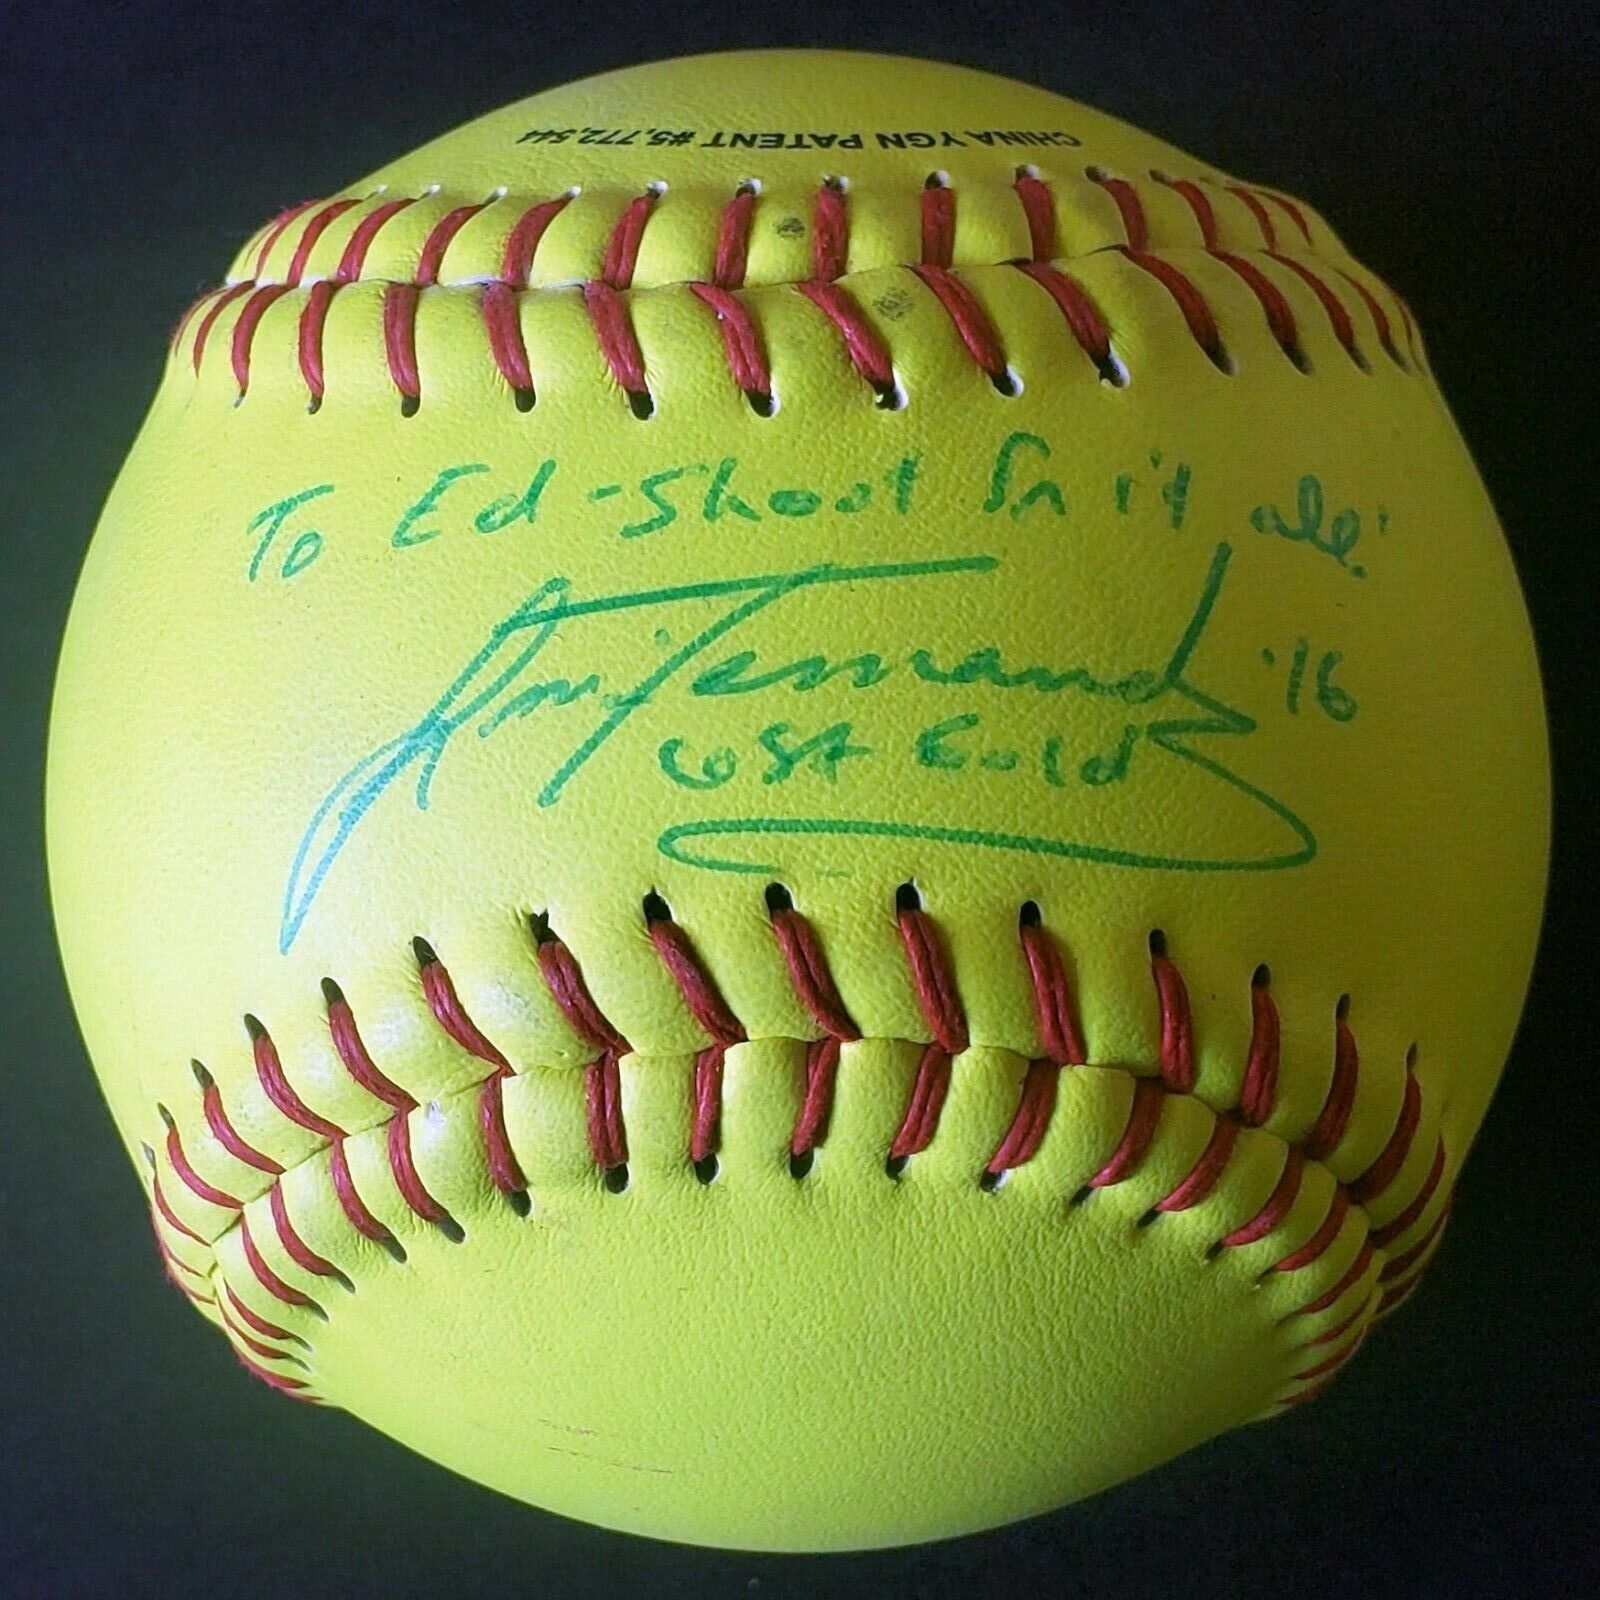 CHINA YGN PATENT #5,772,544
To Ed - Shoot for it all!
'16
USA Gold